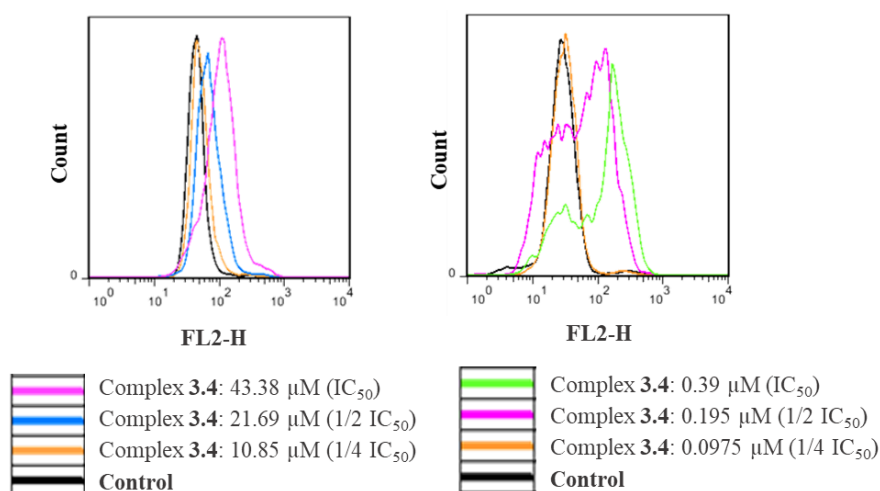 Count
0
10^0 10^1 10^2 10^3 10^4
FL2-H
Complex 3.4: 43.38 µM (IC50)
Complex 3.4: 21.69 µM (1/2 IC50)
Complex 3.4: 10.85 µM (1/4 IC50)
Control
Count
0
10^0 10^1 10^2 10^3 10^4
FL2-H
Complex 3.4: 0.39 µM (IC50)
Complex 3.4: 0.195 µM (1/2 IC50)
Complex 3.4: 0.0975 µM (1/4 IC50)
Control